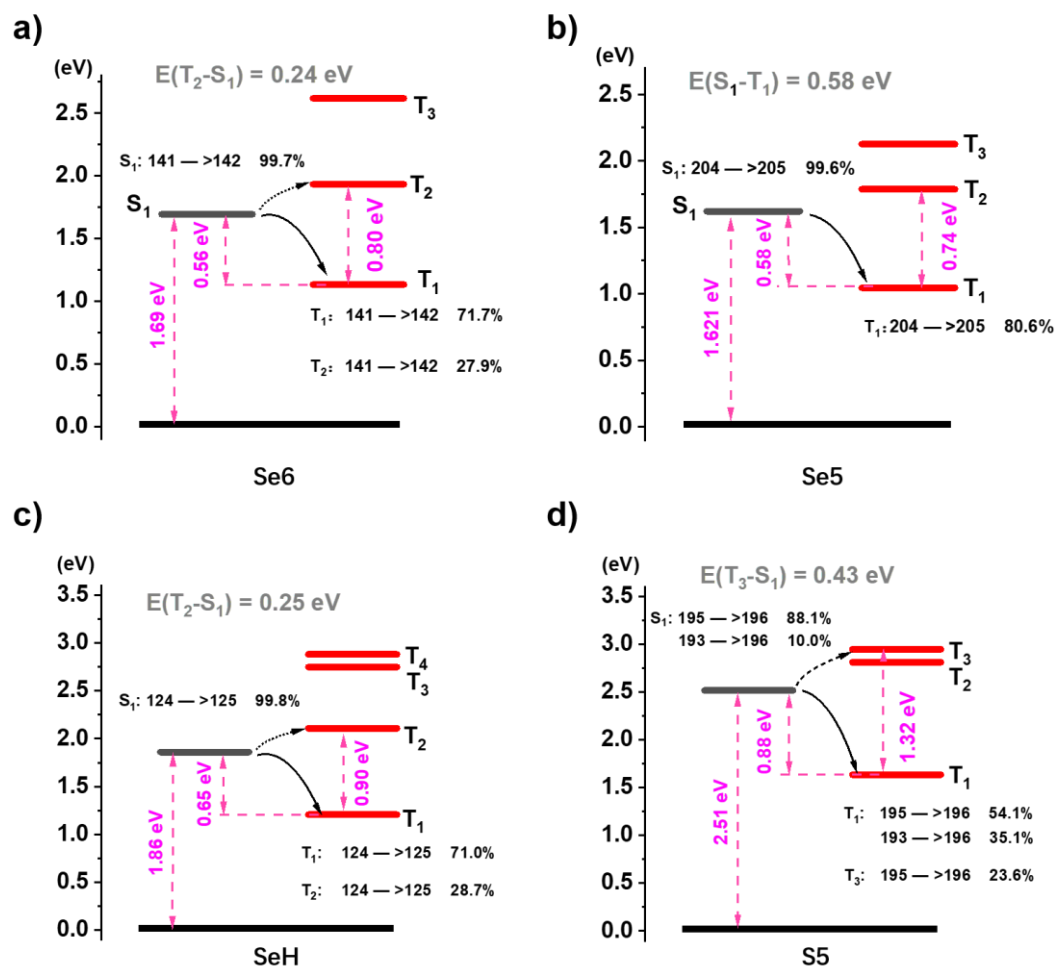 a)
(eV)
E(T₂-S₁) = 0.24 eV
2.5
2.0
1.5
1.0
0.5
0.0
T₃
S₁: 141 — >142 99.7%
T₂
S₁
0.56 eV
0.80 eV
1.69 eV
T₁
T₁: 141 — >142 71.7%
T₂: 141 — >142 27.9%
Se6
b)
(eV)
E(S₁-T₁) = 0.58 eV
2.5
2.0
1.5
1.0
0.5
0.0
T₃
S₁: 204 — >205 99.6%
T₂
S₁
0.58 eV
0.74 eV
1.621 eV
T₁
T₁: 204 — >205 80.6%
Se5
c)
(eV)
E(T₂-S₁) = 0.25 eV
3.5
3.0
2.5
2.0
1.5
1.0
0.5
0.0
T₄
T₃
S₁: 124 — >125 99.8%
T₂
0.65 eV
0.90 eV
1.86 eV
T₁
T₁: 124 — >125 71.0%
T₂: 124 — >125 28.7%
SeH
d)
(eV)
E(T₃-S₁) = 0.43 eV
3.5
3.0
2.5
2.0
1.5
1.0
0.5
0.0
S₁: 195 — >196 88.1%
193 — >196 10.0%
T₃
T₂
0.88 eV
1.32 eV
2.51 eV
T₁
T₁: 195 — >196 54.1%
193 — >196 35.1%
T₃: 195 — >196 23.6%
S5